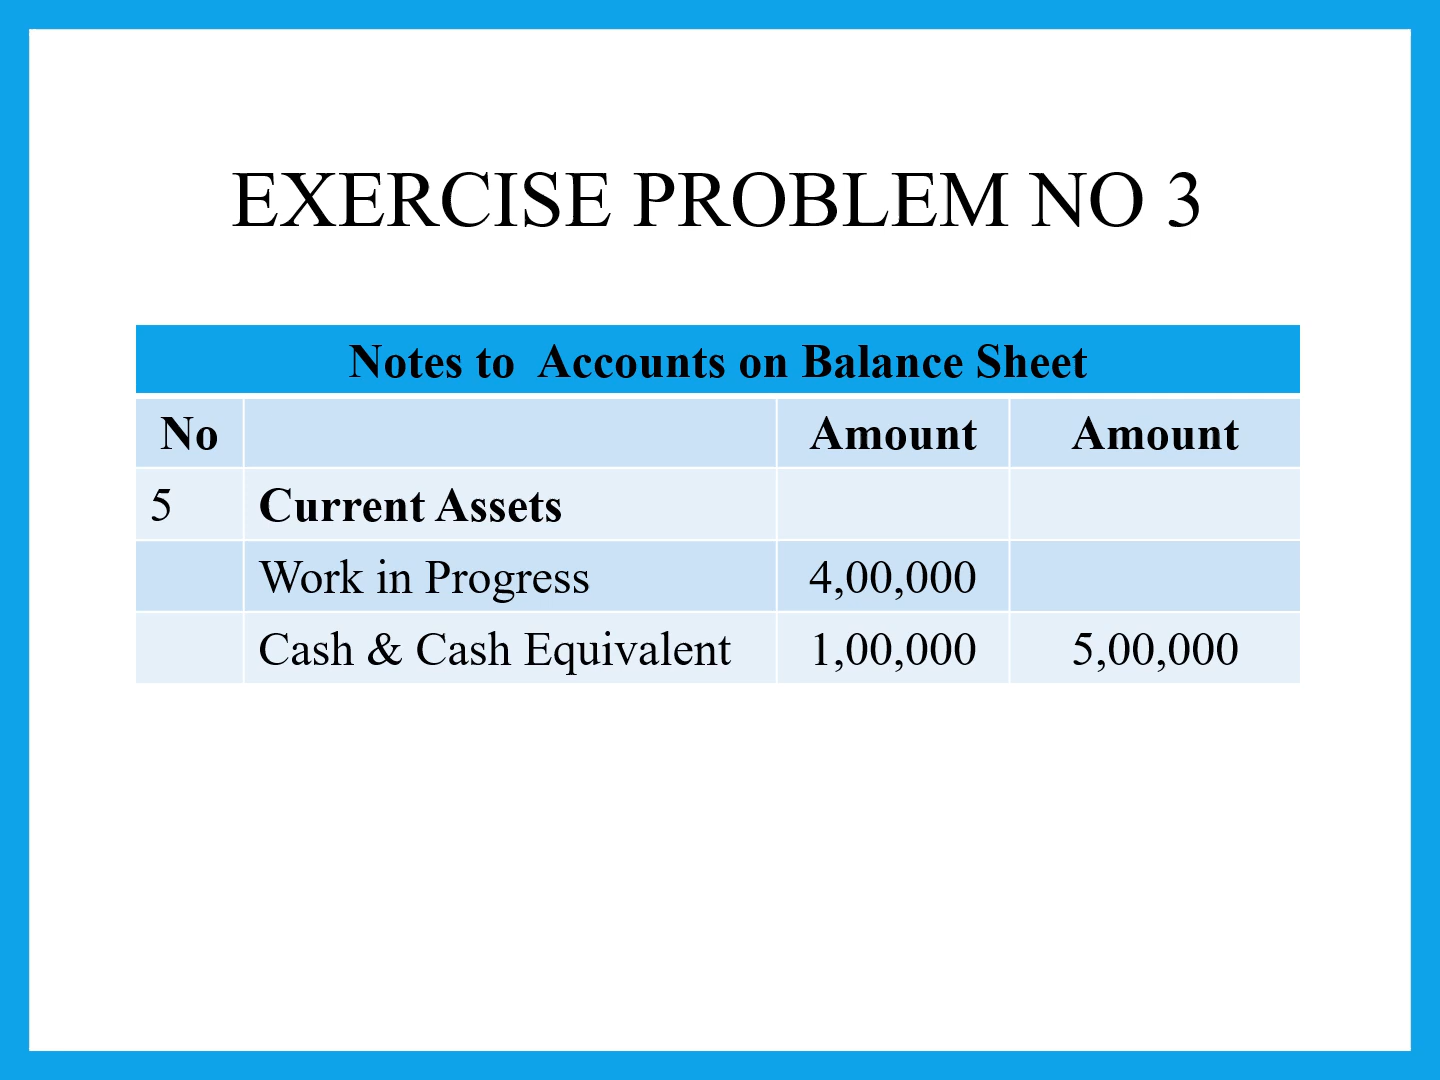 EXERCISE PROBLEM NO 3
Notes to Accounts on Balance Sheet
No Amount Amount
5 Current Assets
Work in Progress 4,00,000
Cash & Cash Equivalent 1,00,000 5,00,000